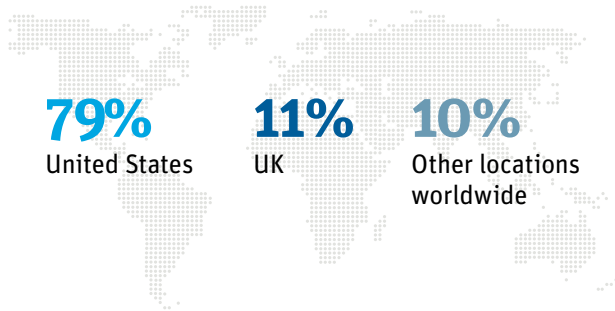 79%
United States
11%
UK
10%
Other locations
worldwide